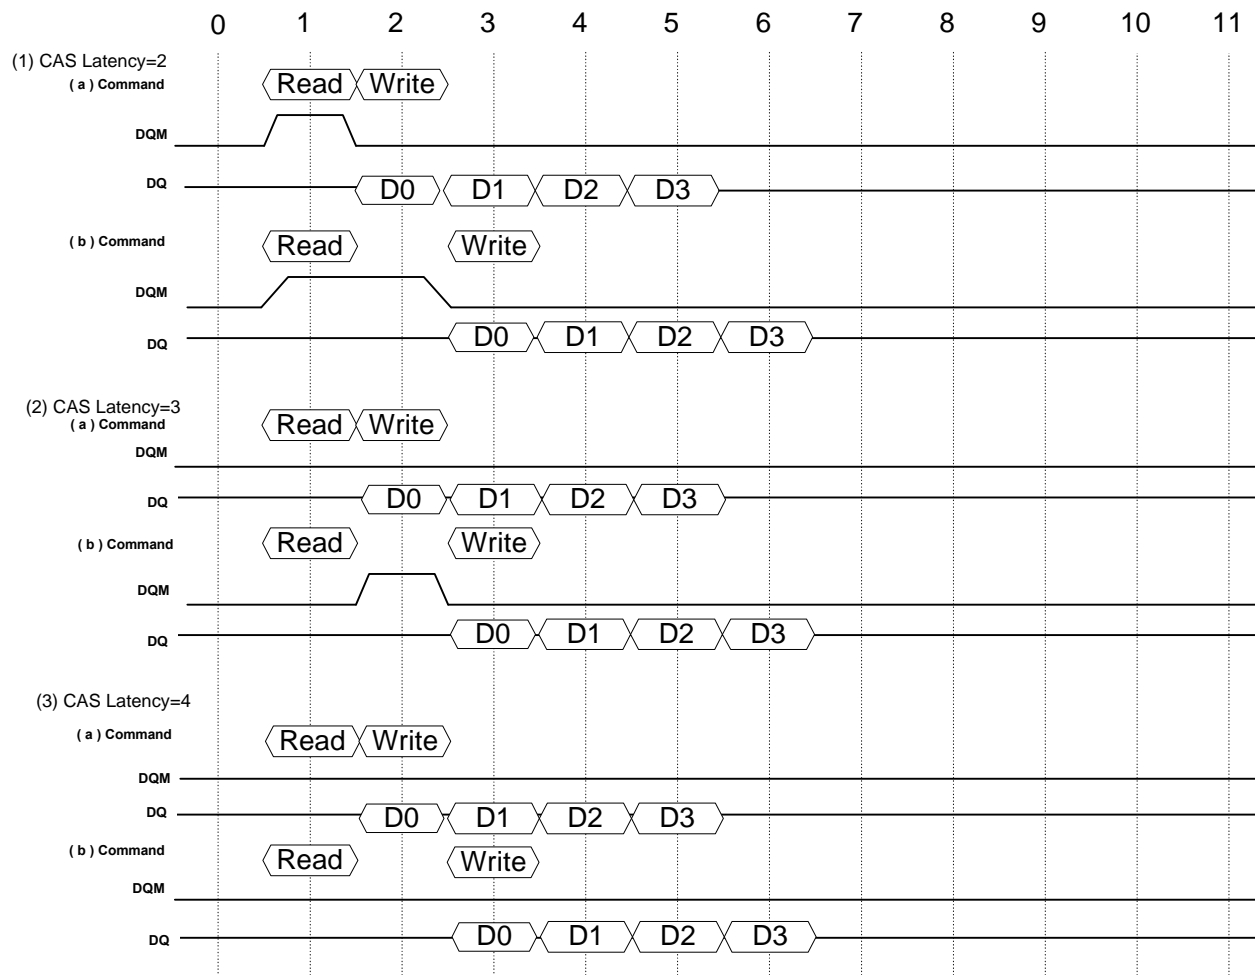 0 1 2 3 4 5 6 7 8 9 10 11
(1) CAS Latency=2
( a ) Command Read Write
DQM
DQ D0 D1 D2 D3
( b ) Command Read Write
DQM
DQ D0 D1 D2 D3
(2) CAS Latency=3
( a ) Command Read Write
DQM
DQ D0 D1 D2 D3
( b ) Command Read Write
DQM
DQ D0 D1 D2 D3
(3) CAS Latency=4
( a ) Command Read Write
DQM
DQ D0 D1 D2 D3
( b ) Command Read Write
DQM
DQ D0 D1 D2 D3